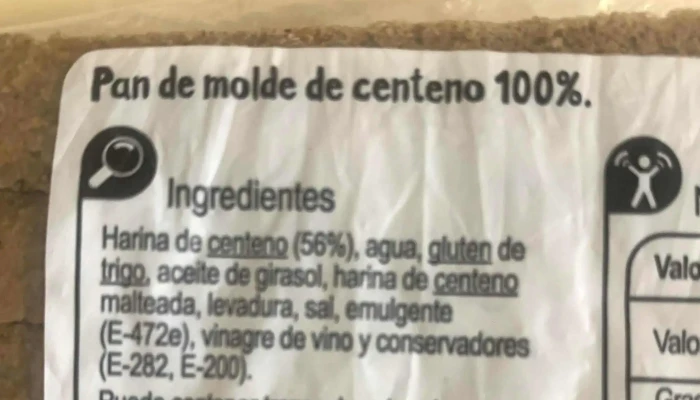 Pan de molde de centeno 100%.
Ingredientes
Harina de centeno (56%), agua, gluten de
trigo, aceite de girasol, harina de centeno
malteada, levadura, sal, emulgente
(E-472e), vinagre de vino y conservadores
(E-282, E-200).
Valo
Valo